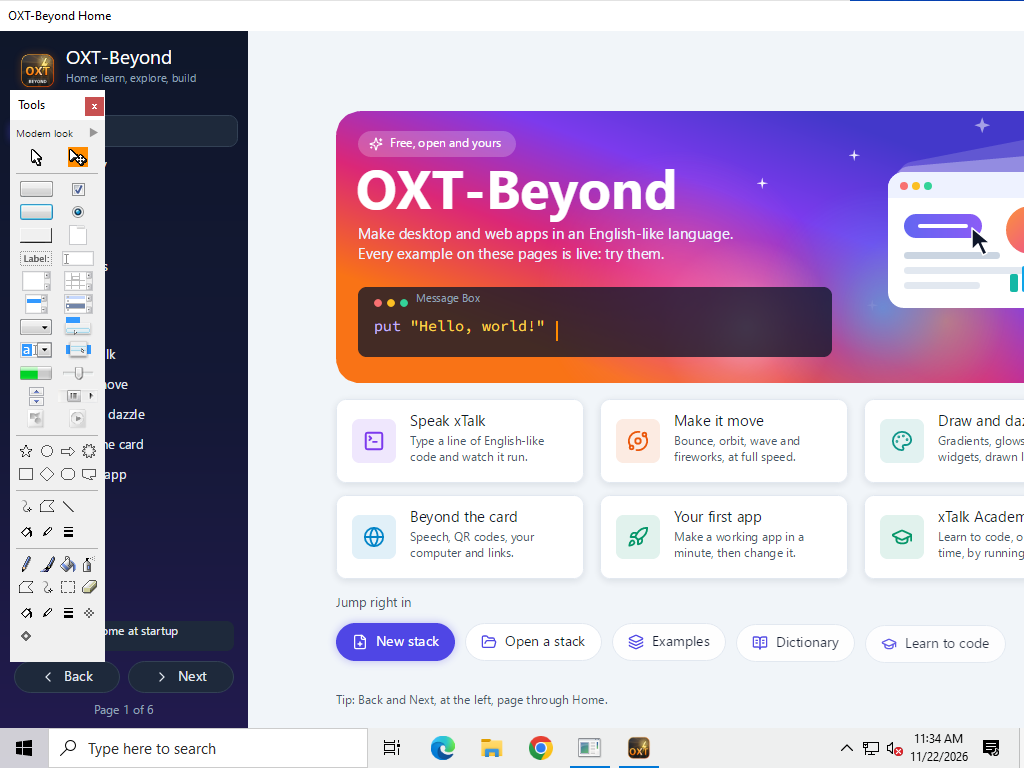 OXT-Beyond Home
OXT
BEYOND
OXT-Beyond
Home: learn, explore, build
Tools
x
Modern look
Label:
a
lk
nove
dazzle
he card
app
ome at startup
Back
Next
Page 1 of 6
Free, open and yours
OXT-Beyond
Make desktop and web apps in an English-like language.
Every example on these pages is live: try them.
Message Box
put "Hello, world!"
Speak xTalk
Type a line of English-like
code and watch it run.
Make it move
Bounce, orbit, wave and
fireworks, at full speed.
Draw and daz
Gradients, glows
widgets, drawn l
Beyond the card
Speech, QR codes, your
computer and links.
Your first app
Make a working app in a
minute, then change it.
xTalk Academ
Learn to code, o
time, by running
Jump right in
New stack
Open a stack
Examples
Dictionary
Learn to code
Tip: Back and Next, at the left, page through Home.
Type here to search
OXT
11:34 AM
11/22/2026